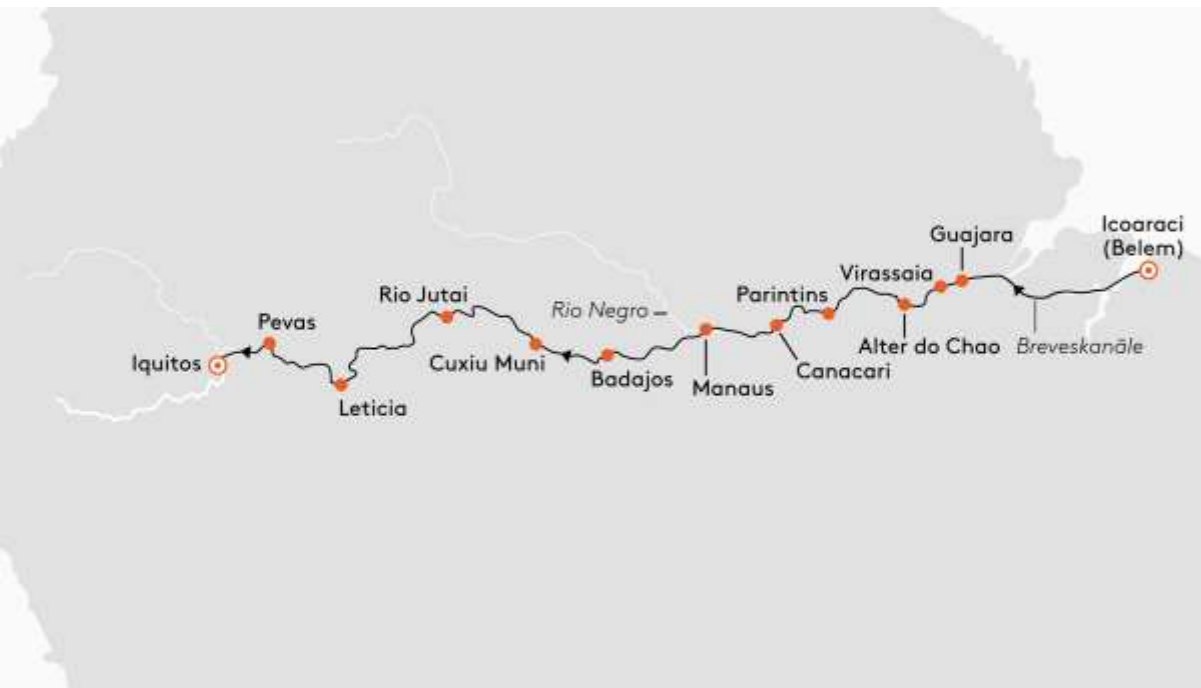 Icoaraci
(Belem)
Guajara
Virassaia
Rio Jutai
Parintins
Rio Negro
Pevas
Alter do Chao
Breveskanäle
Iquitos
Cuxiu Muni
Canacari
Badajos
Manaus
Leticia